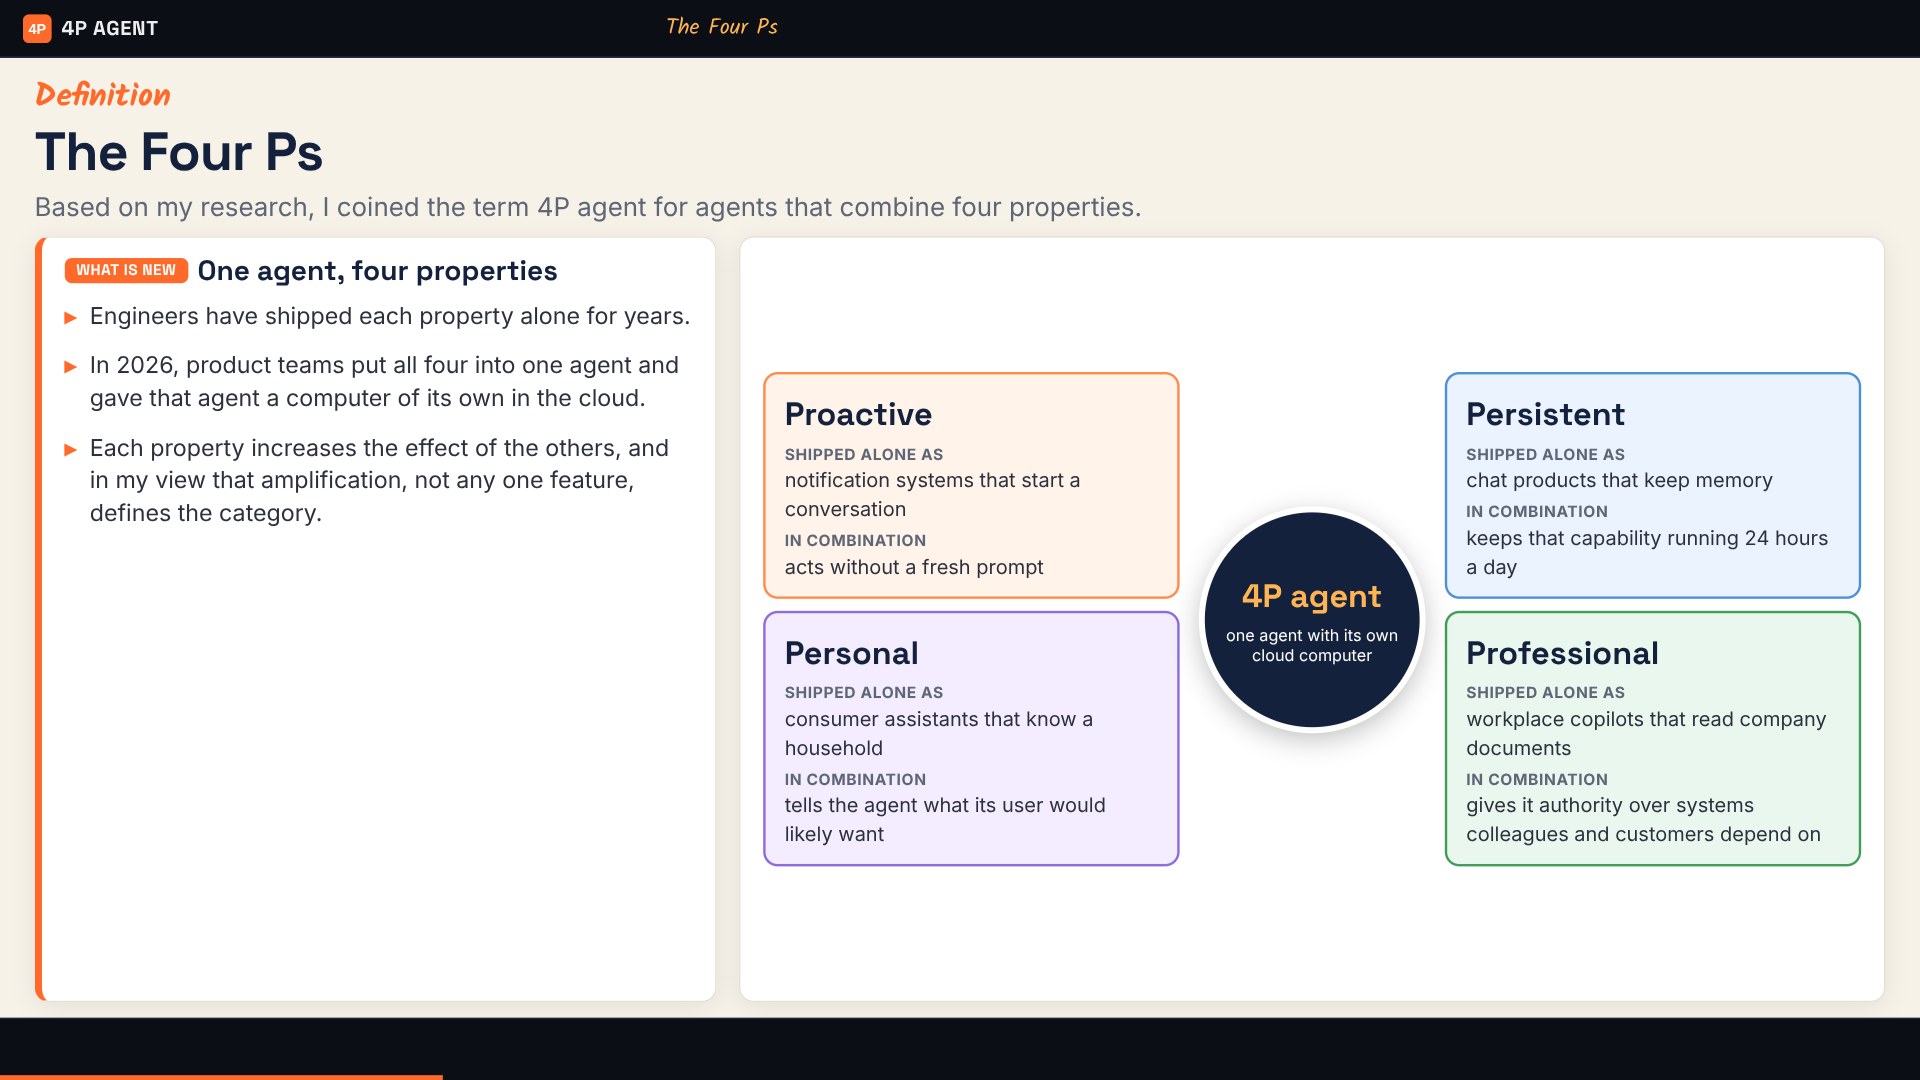 4P 4P AGENT
The Four Ps
Definition
The Four Ps
Based on my research, I coined the term 4P agent for agents that combine four properties.
WHAT IS NEW One agent, four properties
▶ Engineers have shipped each property alone for years.
▶ In 2026, product teams put all four into one agent and
gave that agent a computer of its own in the cloud.
▶ Each property increases the effect of the others, and
in my view that amplification, not any one feature,
defines the category.
Proactive
SHIPPED ALONE AS
notification systems that start a
conversation
IN COMBINATION
acts without a fresh prompt
Persistent
SHIPPED ALONE AS
chat products that keep memory
IN COMBINATION
keeps that capability running 24 hours
a day
4P agent
one agent with its own
cloud computer
Personal
SHIPPED ALONE AS
consumer assistants that know a
household
IN COMBINATION
tells the agent what its user would
likely want
Professional
SHIPPED ALONE AS
workplace copilots that read company
documents
IN COMBINATION
gives it authority over systems
colleagues and customers depend on